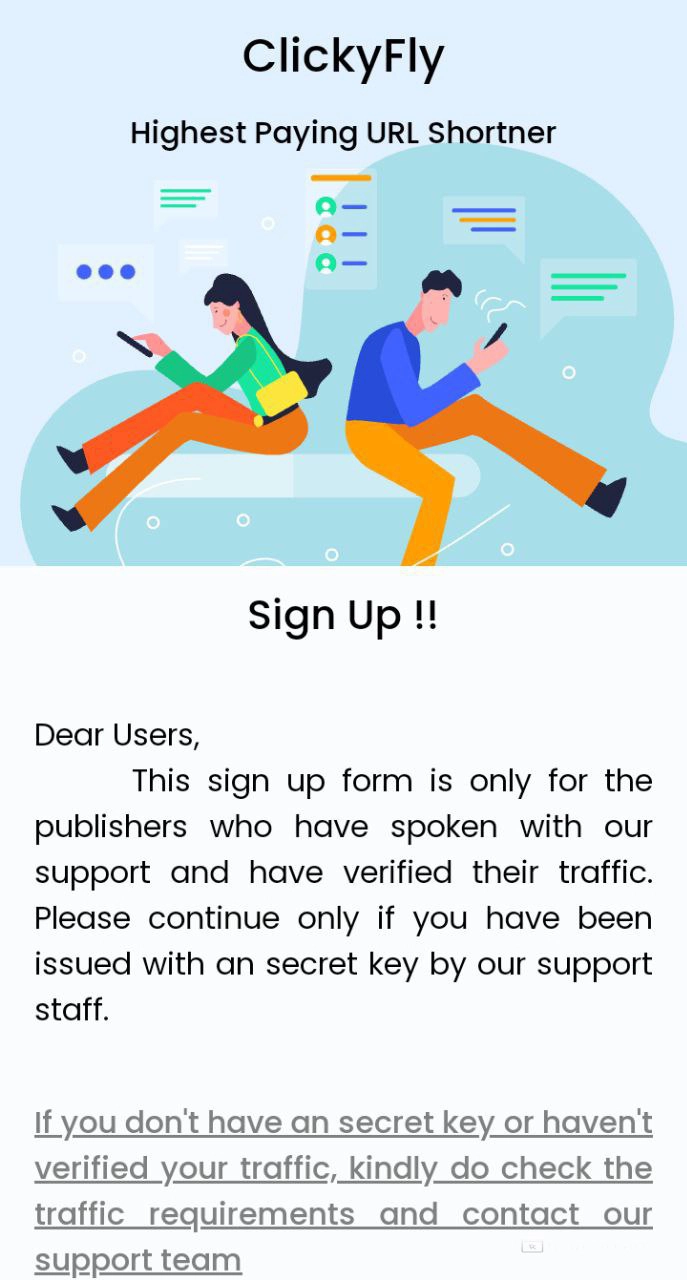 ClickyFly
Highest Paying URL Shortner
Sign Up !!
Dear Users,
This sign up form is only for the
publishers who have spoken with our
support and have verified their traffic.
Please continue only if you have been
issued with an secret key by our support
staff.
If you don't have an secret key or haven't
verified your traffic, kindly do check the
traffic requirements and contact our
support team